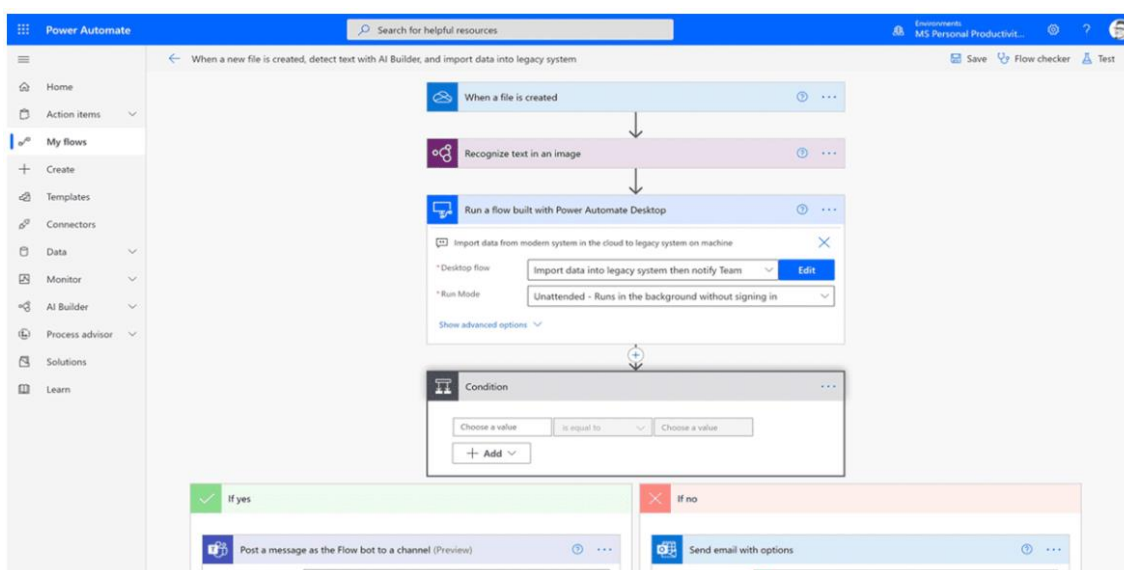 Power Automate
Search for helpful resources
Environments
MS Personal Productivit...
When a new file is created, detect text with AI Builder, and import data into legacy system
Save
Flow checker
Test
Home
Action items
My flows
Create
Templates
Connectors
Data
Monitor
AI Builder
Process advisor
Solutions
Learn
When a file is created
Recognize text in an image
Run a flow built with Power Automate Desktop
Import data from modern system in the cloud to legacy system on machine
* Desktop flow
Import data into legacy system then notify Team
Edit
* Run Mode
Unattended - Runs in the background without signing in
Show advanced options
Condition
Choose a value
is equal to
Choose a value
+ Add
If yes
If no
Post a message as the Flow bot to a channel (Preview)
Send email with options